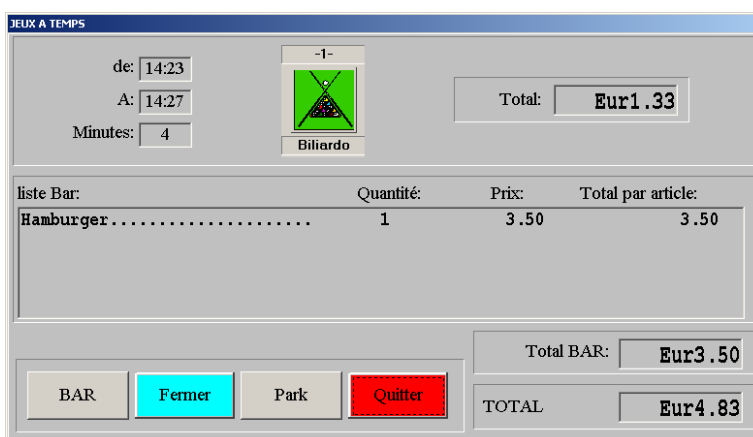 JEUX A TEMPS
de: 14:23
A: 14:27
Minutes: 4
-1-
Biliardo
Total: Eur1.33
liste Bar: Quantité: Prix: Total par article:
Hamburger..................... 1 3.50 3.50
Total BAR: Eur3.50
BAR Fermer Park Quitter
TOTAL Eur4.83